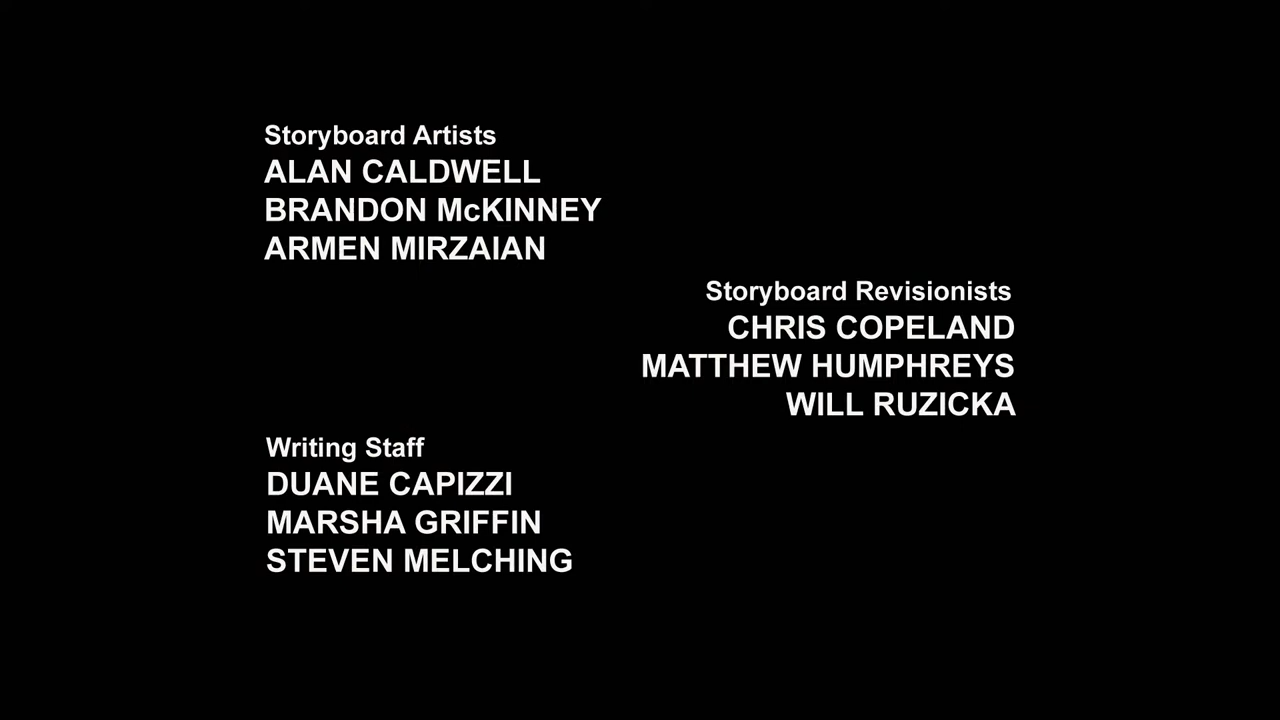 Storyboard Artists
ALAN CALDWELL
BRANDON McKINNEY
ARMEN MIRZAIAN
Storyboard Revisionists
CHRIS COPELAND
MATTHEW HUMPHREYS
WILL RUZICKA
Writing Staff
DUANE CAPIZZI
MARSHA GRIFFIN
STEVEN MELCHING